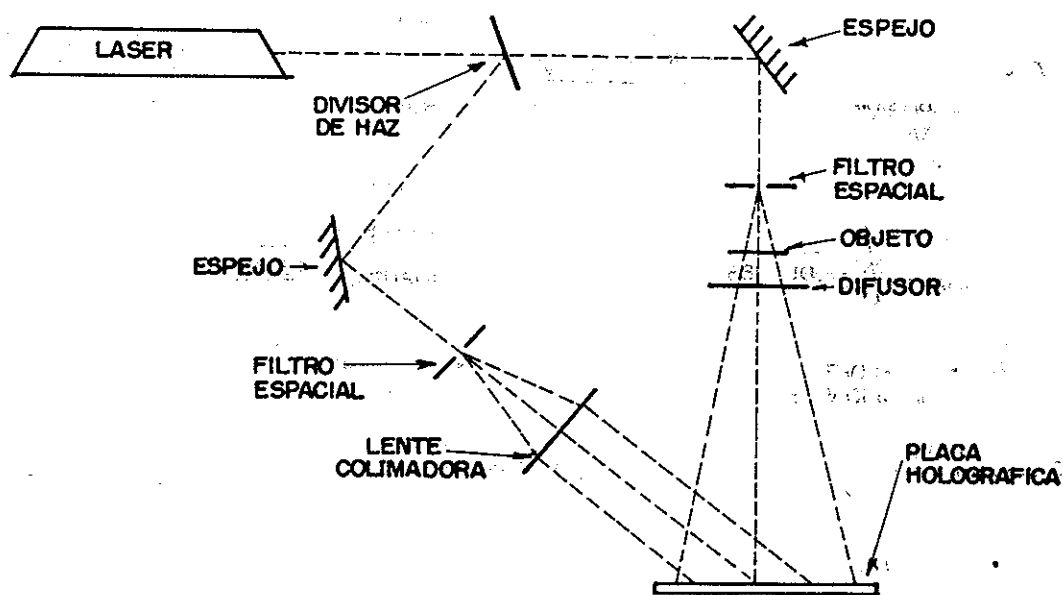 LASER
ESPEJO
DIVISOR
DE HAZ
FILTRO
ESPACIAL
OBJETO
DIFUSOR
ESPEJO
FILTRO
ESPACIAL
LENTE
COLIMADORA
PLACA
HOLOGRAFICA